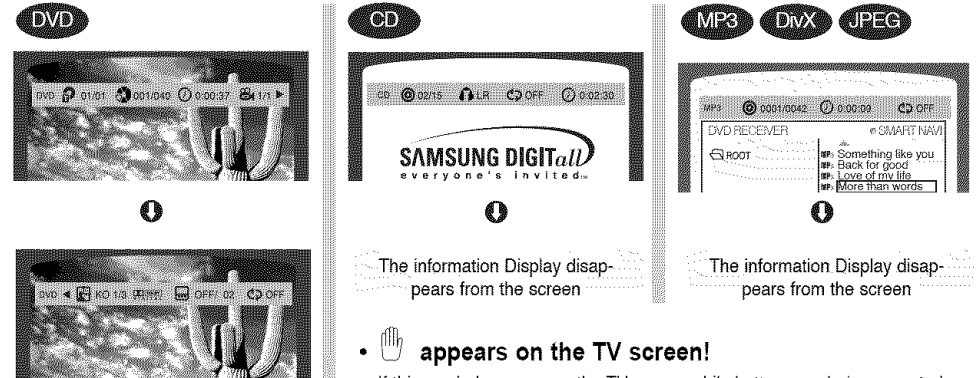 DVD
DVD 01/01 001/040 0:00:37 1/1
DVD KO 1/3 OFF/ 02 OFF
CD
CD 02/15 LR OFF 0:02:30
SAMSUNG DIGITall
everyone's invited™
The information Display disap-
pears from the screen
MP3 DivX JPEG
MP3 0001/0042 0:00:09 OFF
DVD RECEIVER SMART NAVI
ROOT
Something like you
Back for good
Love of my life
More than words
The information Display disap-
pears from the screen
• appears on the TV screen!